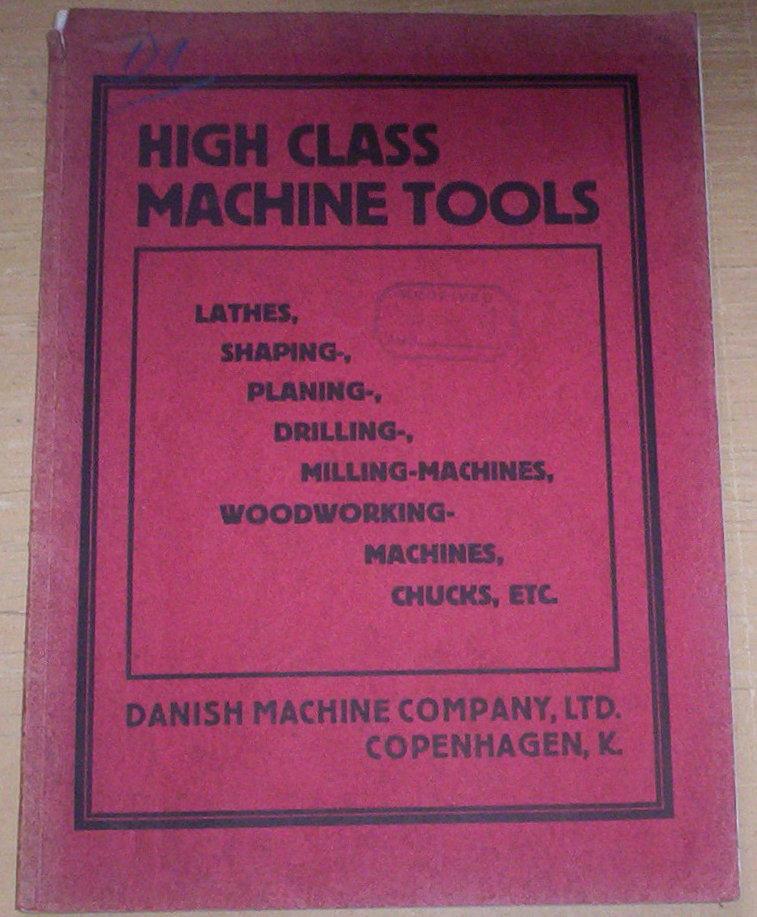 HIGH CLASS
MACHINE TOOLS
RECEIVED
LATHES,
SHAPING-,
PLANING-,
DRILLING-,
MILLING-MACHINES,
WOODWORKING-
MACHINES,
CHUCKS, ETC.
DANISH MACHINE COMPANY, LTD.
COPENHAGEN, K.